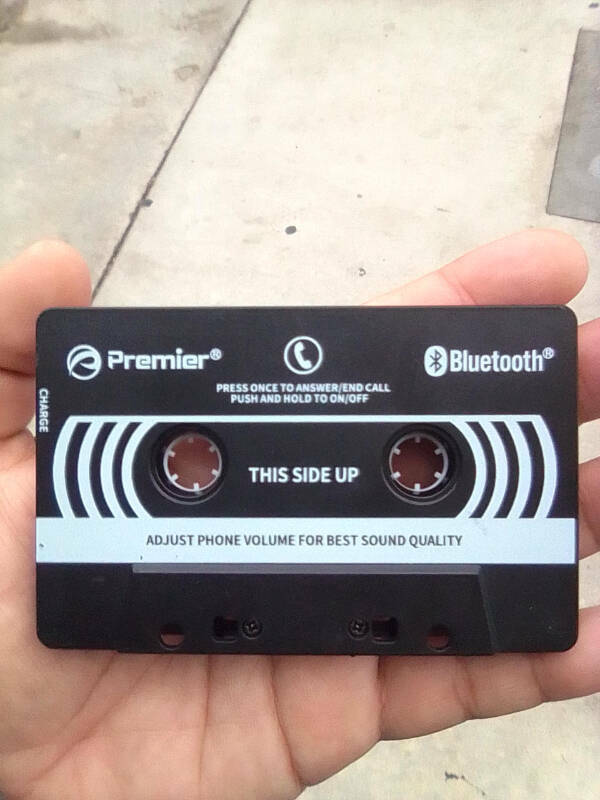 Premier®
Bluetooth®
PRESS ONCE TO ANSWER/END CALL
PUSH AND HOLD TO ON/OFF
CHARGE
THIS SIDE UP
ADJUST PHONE VOLUME FOR BEST SOUND QUALITY